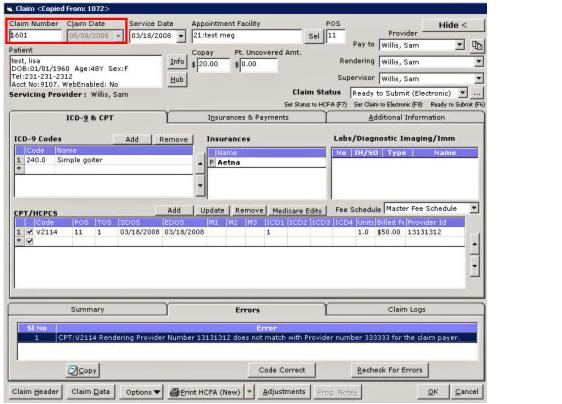 Claim <Copied From: 1072>
Claim Number Claim Date Service Date Appointment Facility POS Hide <
1601 05/08/2008 03/18/2008 21:test meg Sel 11 Provider
Pay to Willis, Sam
Patient Copay Pt. Uncovered Amt.
test, lisa Info $ 20.00 $ 0.00 Rendering Willis, Sam
DOB:01/01/1960 Age:48Y Sex:F
Tel:231-231-2312 Hub Supervisor Willis, Sam
Acct No:9107, WebEnabled: No
Servicing Provider : Willis, Sam Claim Status Ready to Submit (Electronic) ...
Set Status to HCFA (F7) Set Claim to Electronic (F8) Ready to Submit (F6)
ICD-9 & CPT Insurances & Payments Additional Information
ICD-9 Codes Add Remove Insurances Labs/Diagnostic Imaging/Imm
Code Name Name No IH/SO Type Name
1 240.0 Simple goiter P Aetna
*
CPT/HCPCS Add Update Remove Medicare Edits Fee Schedule Master Fee Schedule
Code POS TOS SDOS EDOS M1 M2 M3 ICD1 ICD2 ICD3 ICD4 Units Billed Fe Provider Id
1 V2114 11 1 03/18/2008 03/18/2008 1 1.0 $50.00 13131312
*
Summary Errors Claim Logs
Sl No Error
1 CPT:V2114 Rendering Provider Number 13131312 does not match with Provider number 333333 for the claim payer.
Copy Code Correct Recheck For Errors
Claim Header Claim Data Options Print HCFA (New) Adjustments Prog. Notes OK Cancel